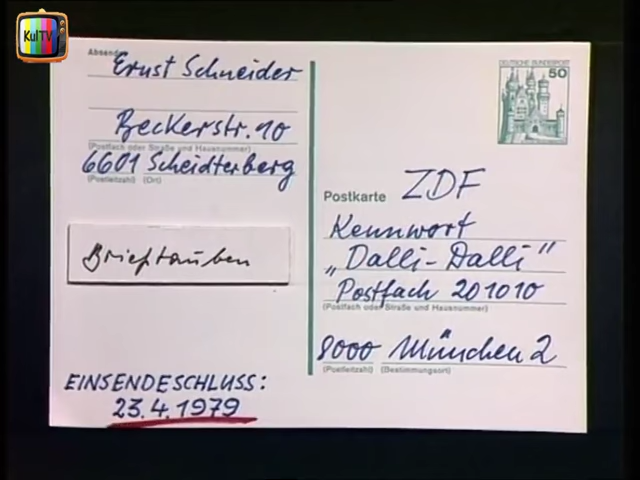 KulTV
Absender
Ernst Schneider
Beckerstr. 10
(Postfach oder Straße und Hausnummer)
6601 Scheidterberg
(Postleitzahl) (Ort)
Brieftauben
EINSENDESCHLUSS:
23.4.1979
DEUTSCHE BUNDESPOST
50
Postkarte ZDF
Kennwort
„Dalli-Dalli“
Postfach 201010
(Postfach oder Straße und Hausnummer)
8000 München 2
(Postleitzahl) (Bestimmungsort)